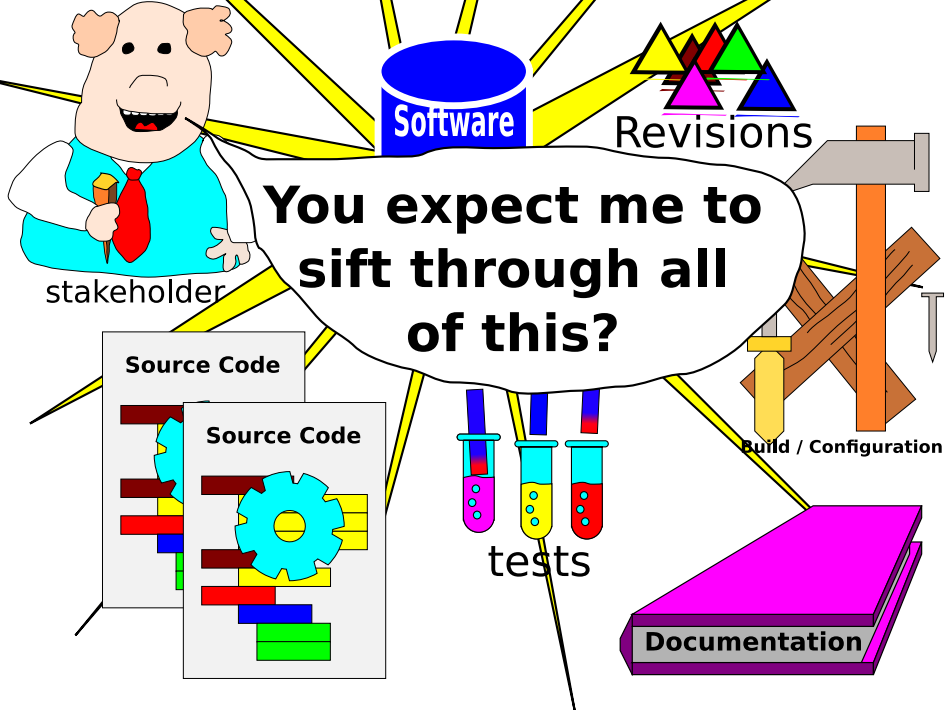 Software
Revisions
You expect me to
sift through all
of this?
stakeholder
Source Code
Source Code
Build / Configuration
tests
Documentation